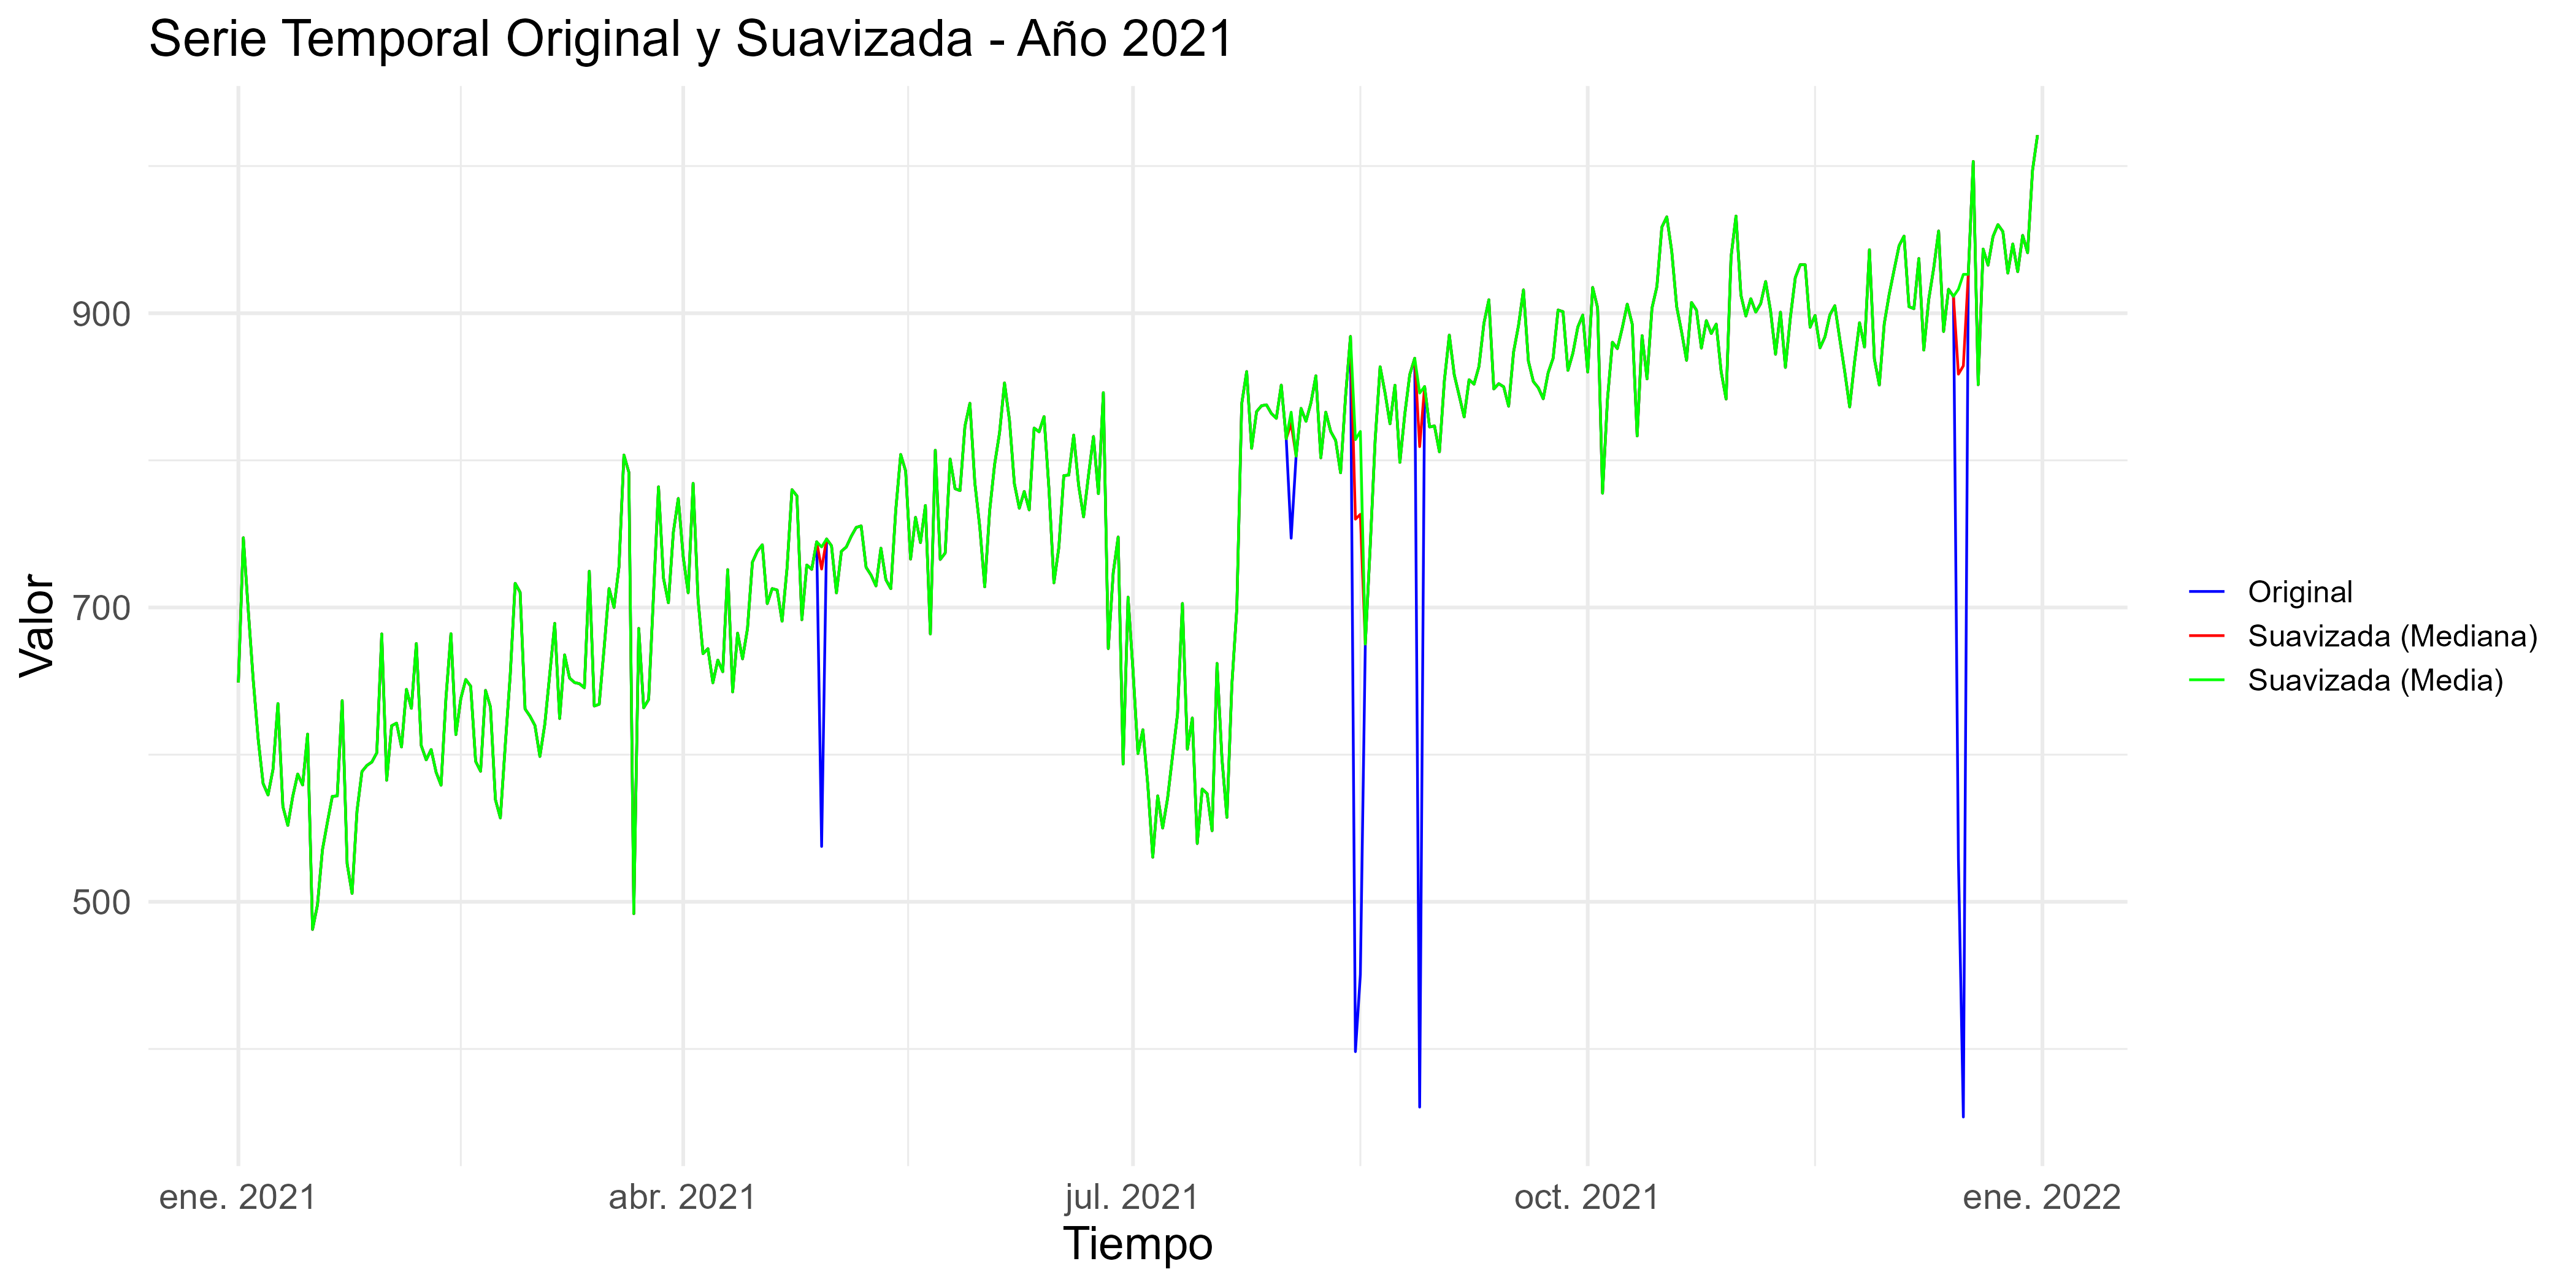 Serie Temporal Original y Suavizada - Año 2021
Valor
900
700
500
ene. 2021
abr. 2021
jul. 2021
oct. 2021
ene. 2022
Tiempo
Original
Suavizada (Mediana)
Suavizada (Media)